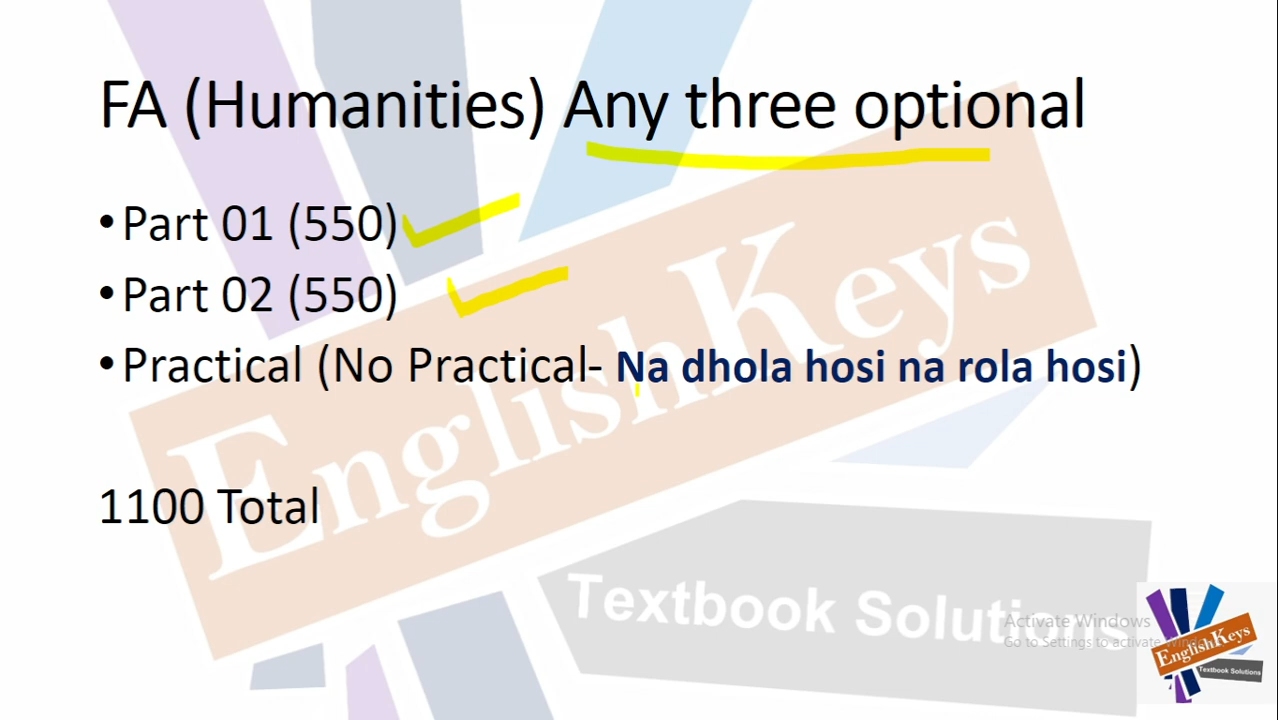 FA (Humanities) Any three optional
•Part 01 (550)
•Part 02 (550)
•Practical (No Practical- Na dhola hosi na rola hosi)
1100 Total
EnglishKeys
Textbook Solutions
Activate Windows
Go to Settings to activate Windows.
EnglishKeys
Textbook Solutions